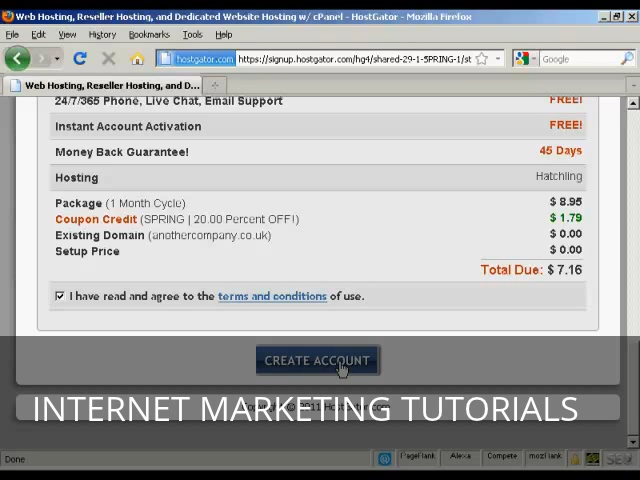 Web Hosting, Reseller Hosting, and Dedicated Website Hosting w/ cPanel - HostGator - Mozilla Firefox
File Edit View History Bookmarks Tools Help
hostgator.com https://signup.hostgator.com/hg4/shared-29-1-SPRING-1/st Google
Web Hosting, Reseller Hosting, and D...
24/7/365 Phone, Live Chat, Email Support FREE!
Instant Account Activation FREE!
Money Back Guarantee! 45 Days
Hosting Hatchling
Package (1 Month Cycle) $ 8.95
Coupon Credit (SPRING | 20.00 Percent OFF!) $ 1.79
Existing Domain (anothercompany.co.uk) $ 0.00
Setup Price $ 0.00
Total Due: $ 7.16
I have read and agree to the terms and conditions of use.
CREATE ACCOUNT
INTERNET MARKETING TUTORIALS
Done Alexa Compete